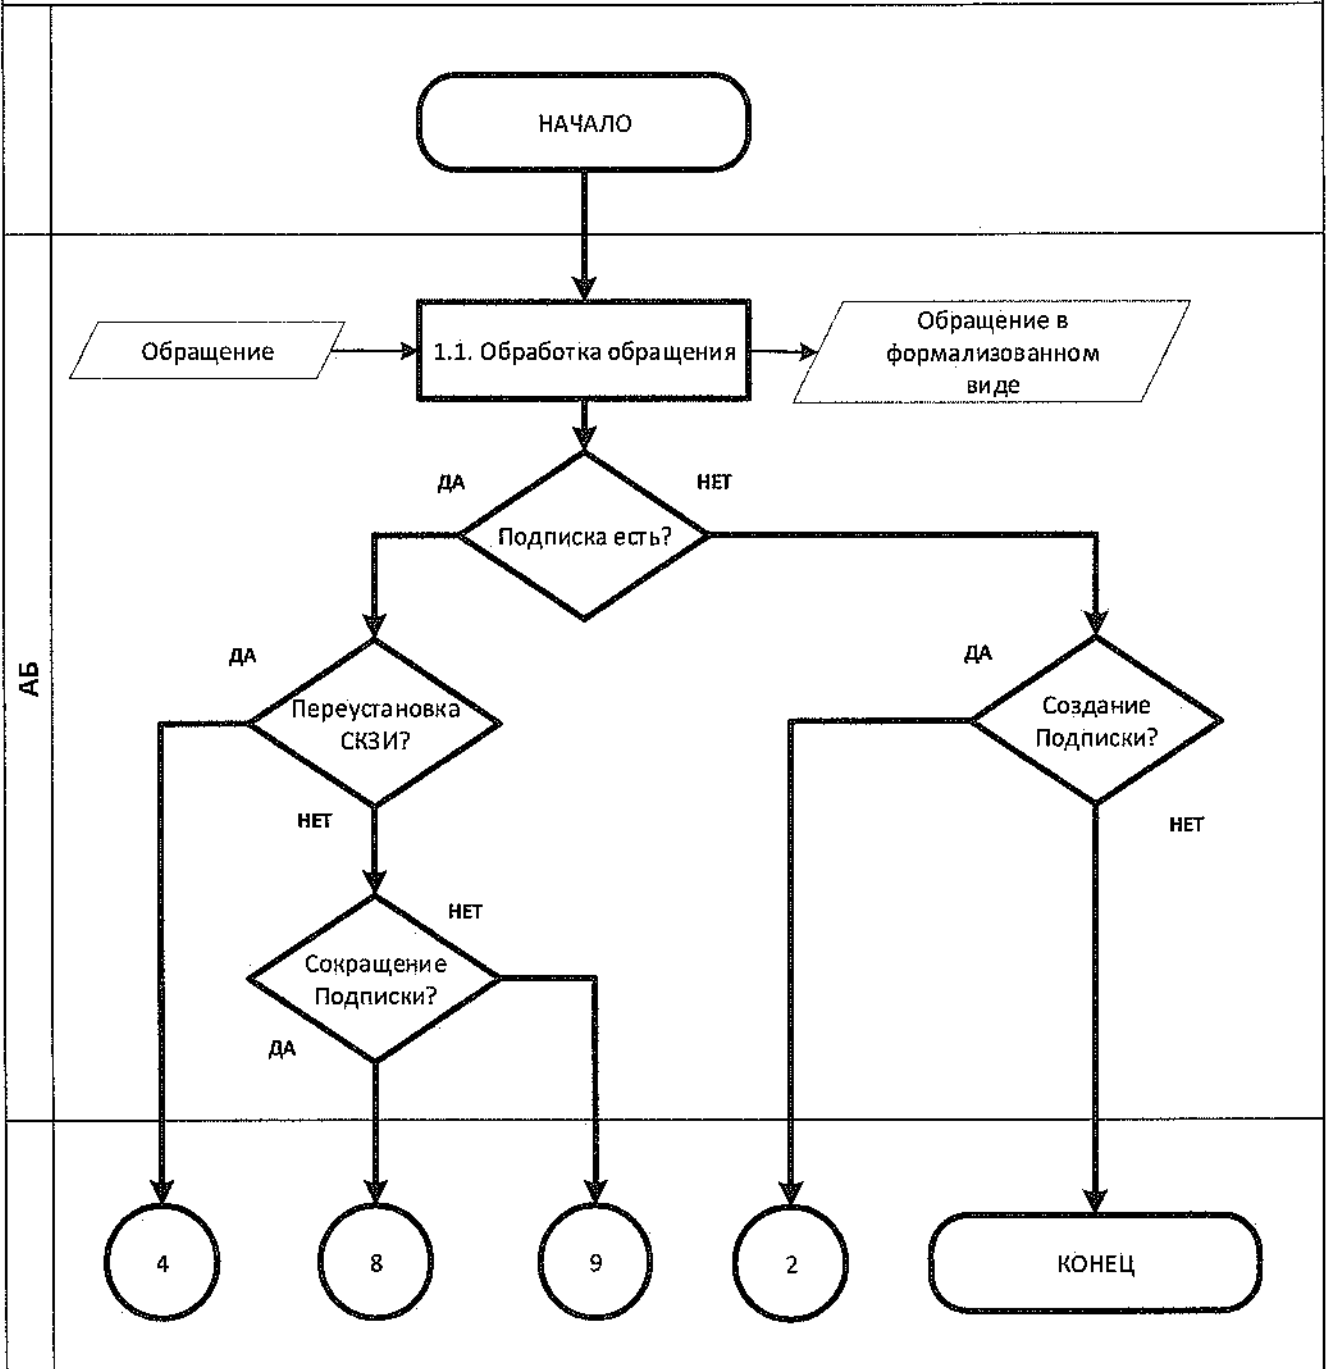 НАЧАЛО
Обращение
1.1. Обработка обращения
Обращение в
формализованном
виде
ДА
НЕТ
Подписка есть?
АБ
ДА
Переустановка
СКЗИ?
НЕТ
ДА
Создание
Подписки?
НЕТ
НЕТ
Сокращение
Подписки?
ДА
4
8
9
2
КОНЕЦ